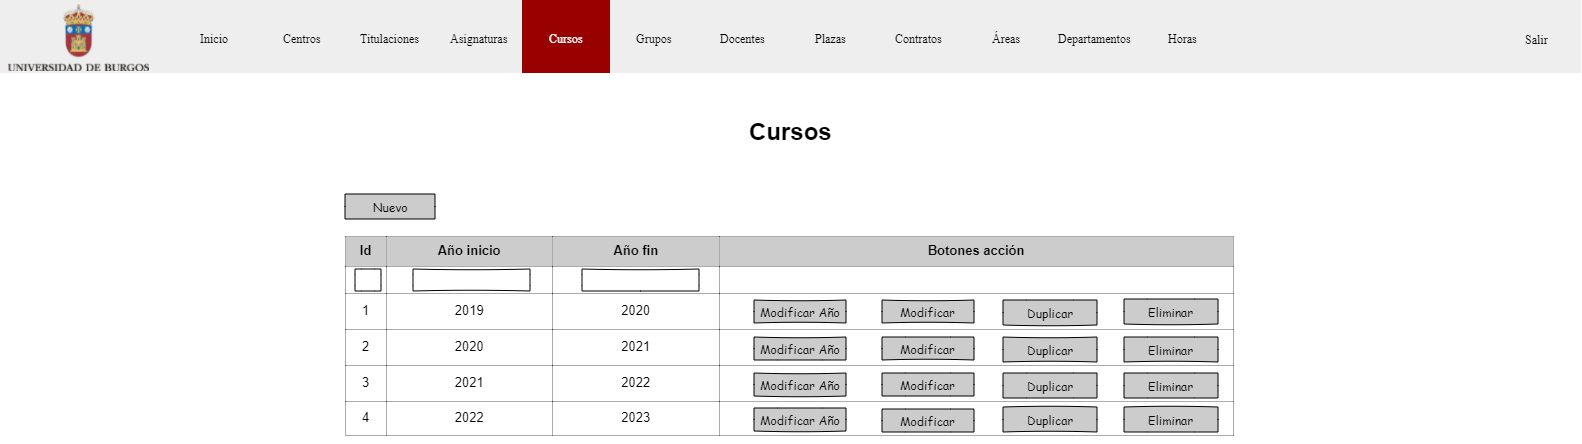 UNIVERSIDAD DE BURGOS
Inicio Centros Titulaciones Asignaturas Cursos Grupos Docentes Plazas Contratos Áreas Departamentos Horas Salir
Cursos
Nuevo
Id Año inicio Año fin Botones acción
1 2019 2020 Modificar Año Modificar Duplicar Eliminar
2 2020 2021 Modificar Año Modificar Duplicar Eliminar
3 2021 2022 Modificar Año Modificar Duplicar Eliminar
4 2022 2023 Modificar Año Modificar Duplicar Eliminar